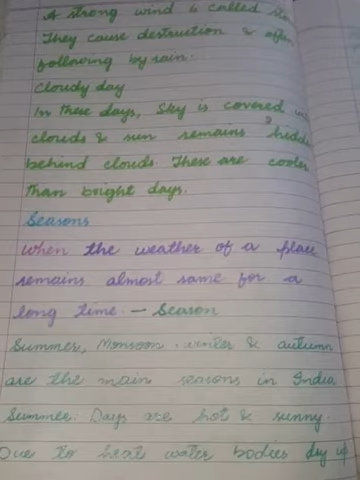 A strong wind is called
They cause destruction & often
following by rain.
Cloudy day
In these days, Sky is covered
clouds & sun remains hidd
behind clouds. These are cooler
than bright days.
Seasons
When the weather of a place
remains almost same for a
long time - Season
Summer, Monsoon, winter & autumn
are the main seasons in India
Summer: Days are hot & sunny.
Due to heat water bodies dry up